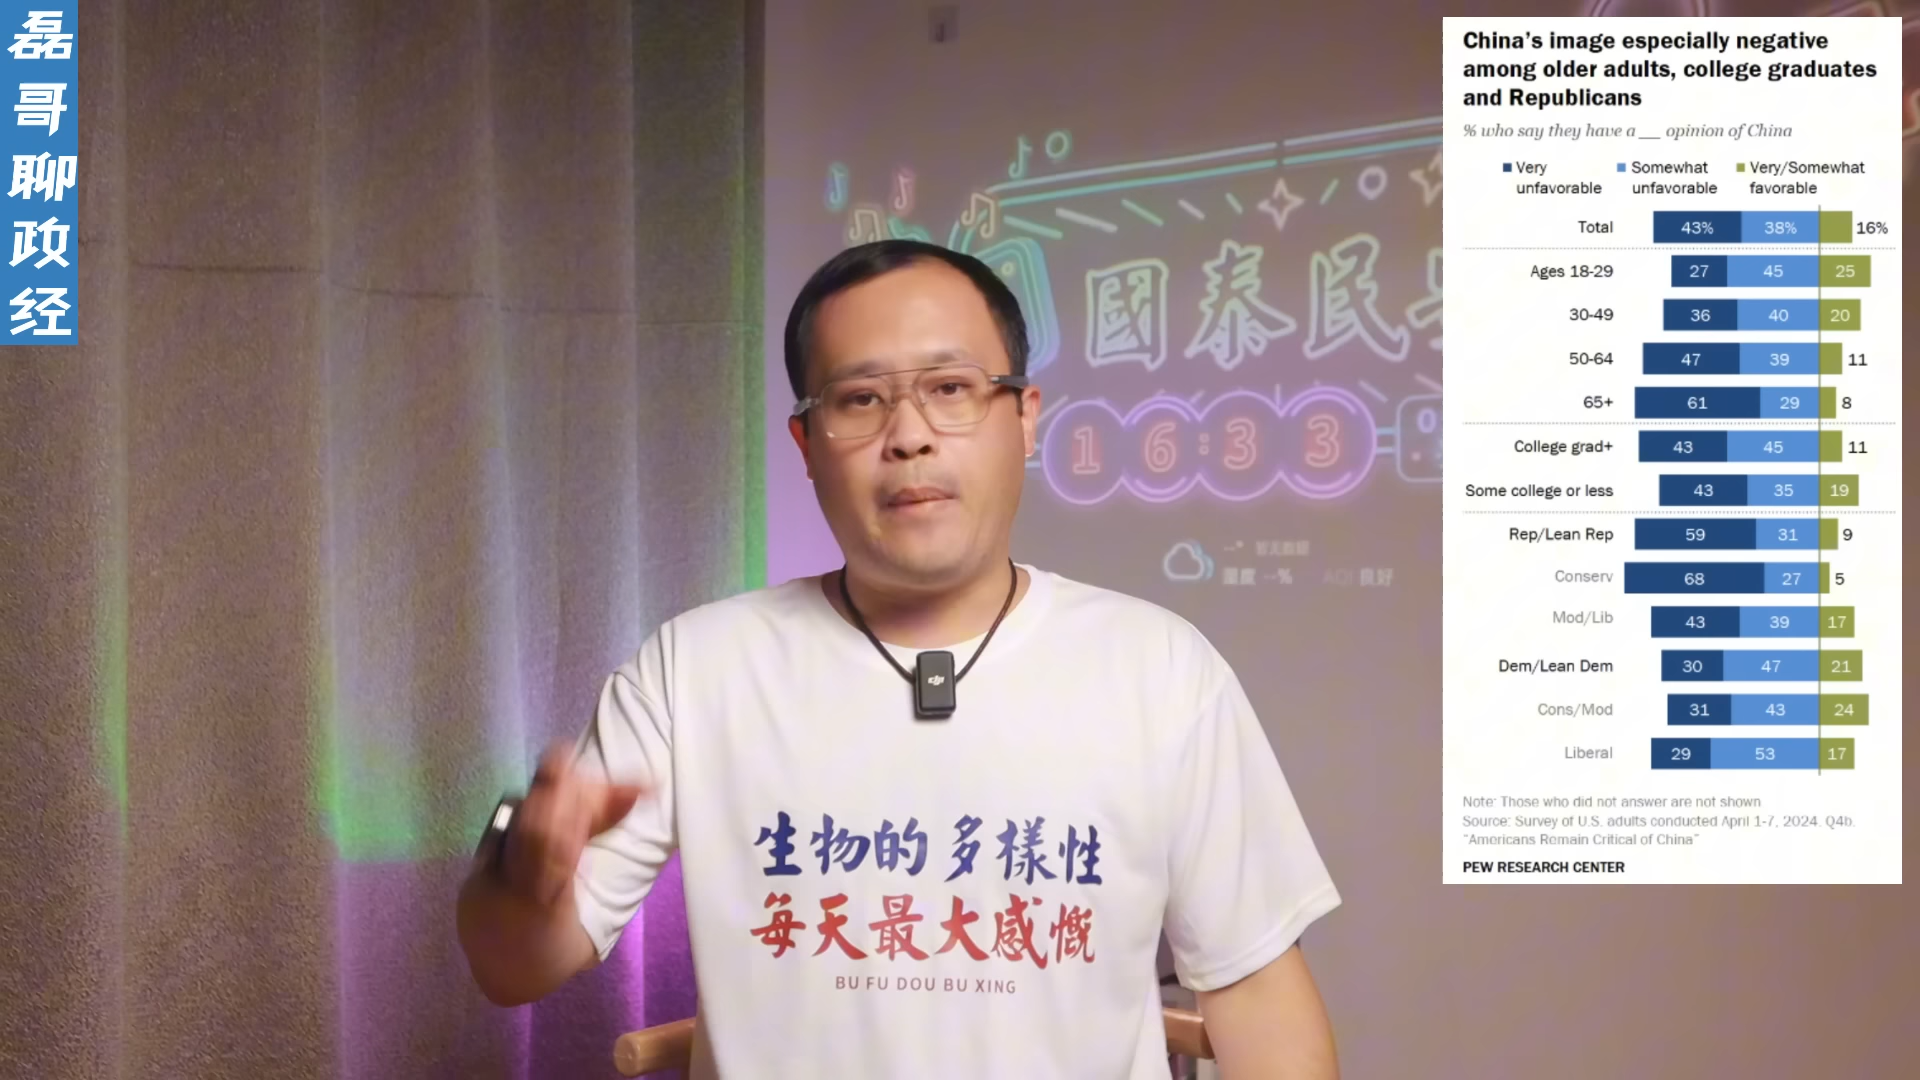 磊哥聊政经
國泰民
16:33
良好
dji
生物的多樣性
每天最大感慨
BU FU DOU BU XING
China's image especially negative
among older adults, college graduates
and Republicans
% who say they have a __ opinion of China
Very unfavorable
Somewhat unfavorable
Very/Somewhat favorable
Total 43% 38% 16%
Ages 18-29 27 45 25
30-49 36 40 20
50-64 47 39 11
65+ 61 29 8
College grad+ 43 45 11
Some college or less 43 35 19
Rep/Lean Rep 59 31 9
Conserv 68 27 5
Mod/Lib 43 39 17
Dem/Lean Dem 30 47 21
Cons/Mod 31 43 24
Liberal 29 53 17
Note: Those who did not answer are not shown
Source: Survey of U.S. adults conducted April 1-7, 2024. Q4b.
"Americans Remain Critical of China"
PEW RESEARCH CENTER